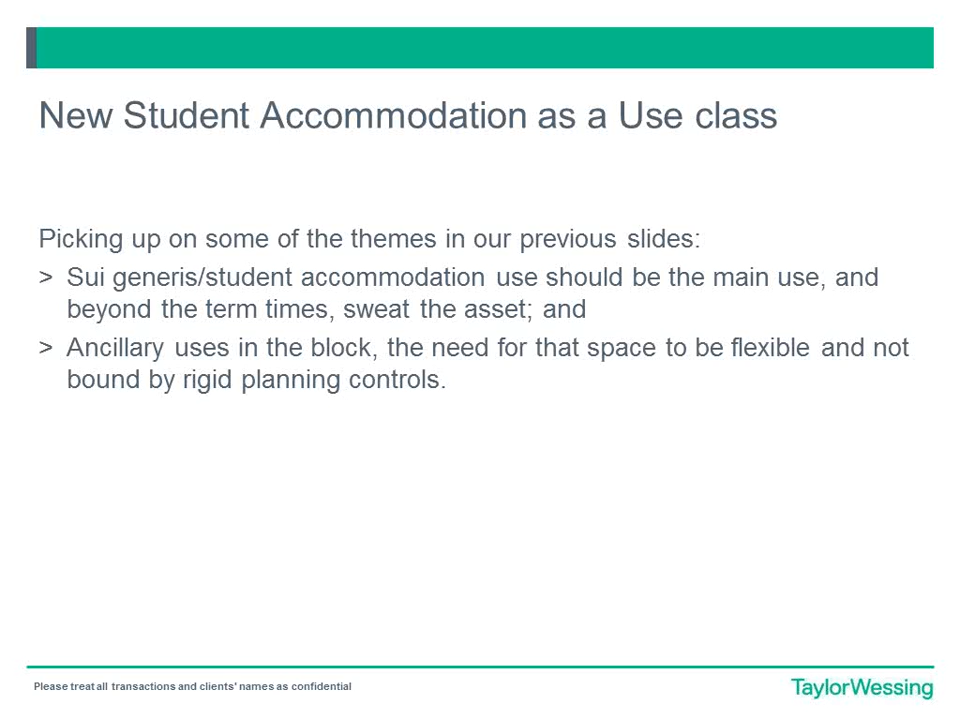 New Student Accommodation as a Use class
Picking up on some of the themes in our previous slides:
> Sui generis/student accommodation use should be the main use, and
beyond the term times, sweat the asset; and
> Ancillary uses in the block, the need for that space to be flexible and not
bound by rigid planning controls.
Please treat all transactions and clients' names as confidential
TaylorWessing